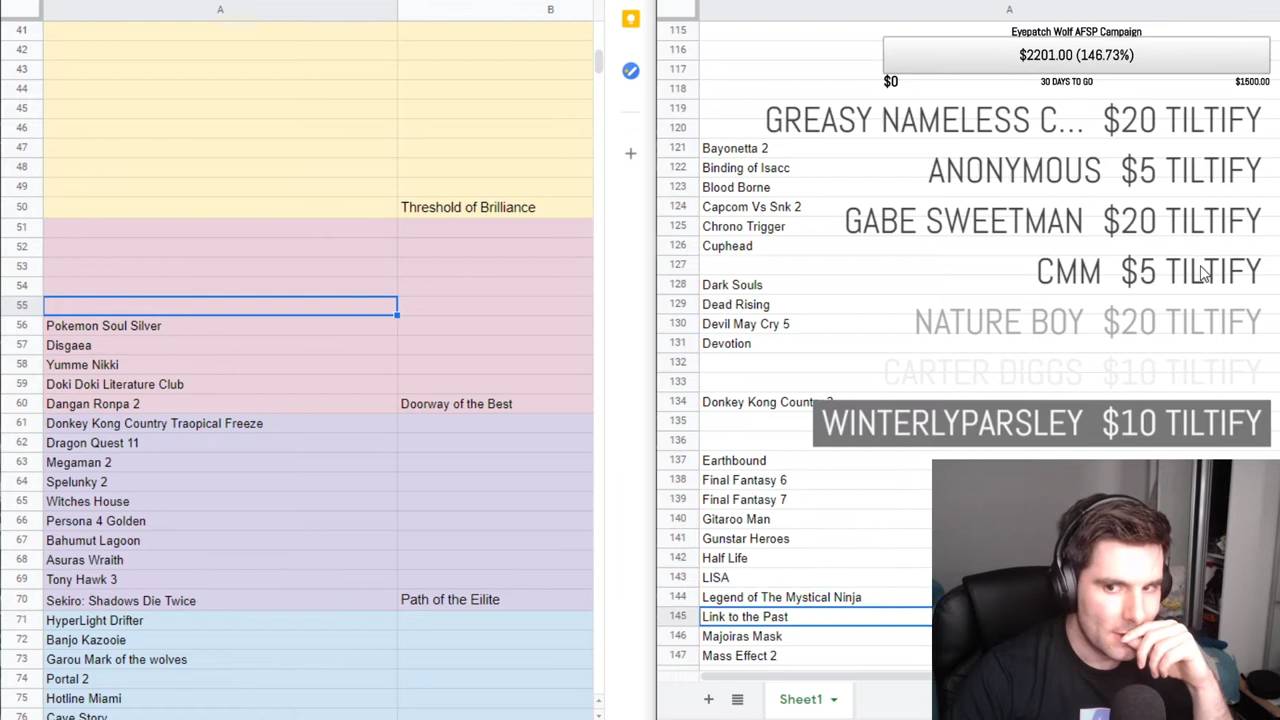 A
B
41
42
43
44
45
46
47
48
49
50 Threshold of Brilliance
51
52
53
54
55
56 Pokemon Soul Silver
57 Disgaea
58 Yumme Nikki
59 Doki Doki Literature Club
60 Dangan Ronpa 2 Doorway of the Best
61 Donkey Kong Country Traopical Freeze
62 Dragon Quest 11
63 Megaman 2
64 Spelunky 2
65 Witches House
66 Persona 4 Golden
67 Bahumut Lagoon
68 Asuras Wraith
69 Tony Hawk 3
70 Sekiro: Shadows Die Twice Path of the Eilite
71 HyperLight Drifter
72 Banjo Kazooie
73 Garou Mark of the wolves
74 Portal 2
75 Hotline Miami
76 Cave Story
A
115
116
117
118
119
120
121 Bayonetta 2
122 Binding of Isacc
123 Blood Borne
124 Capcom Vs Snk 2
125 Chrono Trigger
126 Cuphead
127
128 Dark Souls
129 Dead Rising
130 Devil May Cry 5
131 Devotion
132
133
134 Donkey Kong Country
135
136
137 Earthbound
138 Final Fantasy 6
139 Final Fantasy 7
140 Gitaroo Man
141 Gunstar Heroes
142 Half Life
143 LISA
144 Legend of The Mystical Ninja
145 Link to the Past
146 Majoiras Mask
147 Mass Effect 2
Sheet1
Eyepatch Wolf AFSP Campaign
$2201.00 (146.73%)
$0 30 DAYS TO GO $1500.00
GREASY NAMELESS C... $20 TILTIFY
ANONYMOUS $5 TILTIFY
GABE SWEETMAN $20 TILTIFY
CMM $5 TILTIFY
NATURE BOY $20 TILTIFY
CARTER DIGGS $10 TILTIFY
WINTERLYPARSLEY $10 TILTIFY